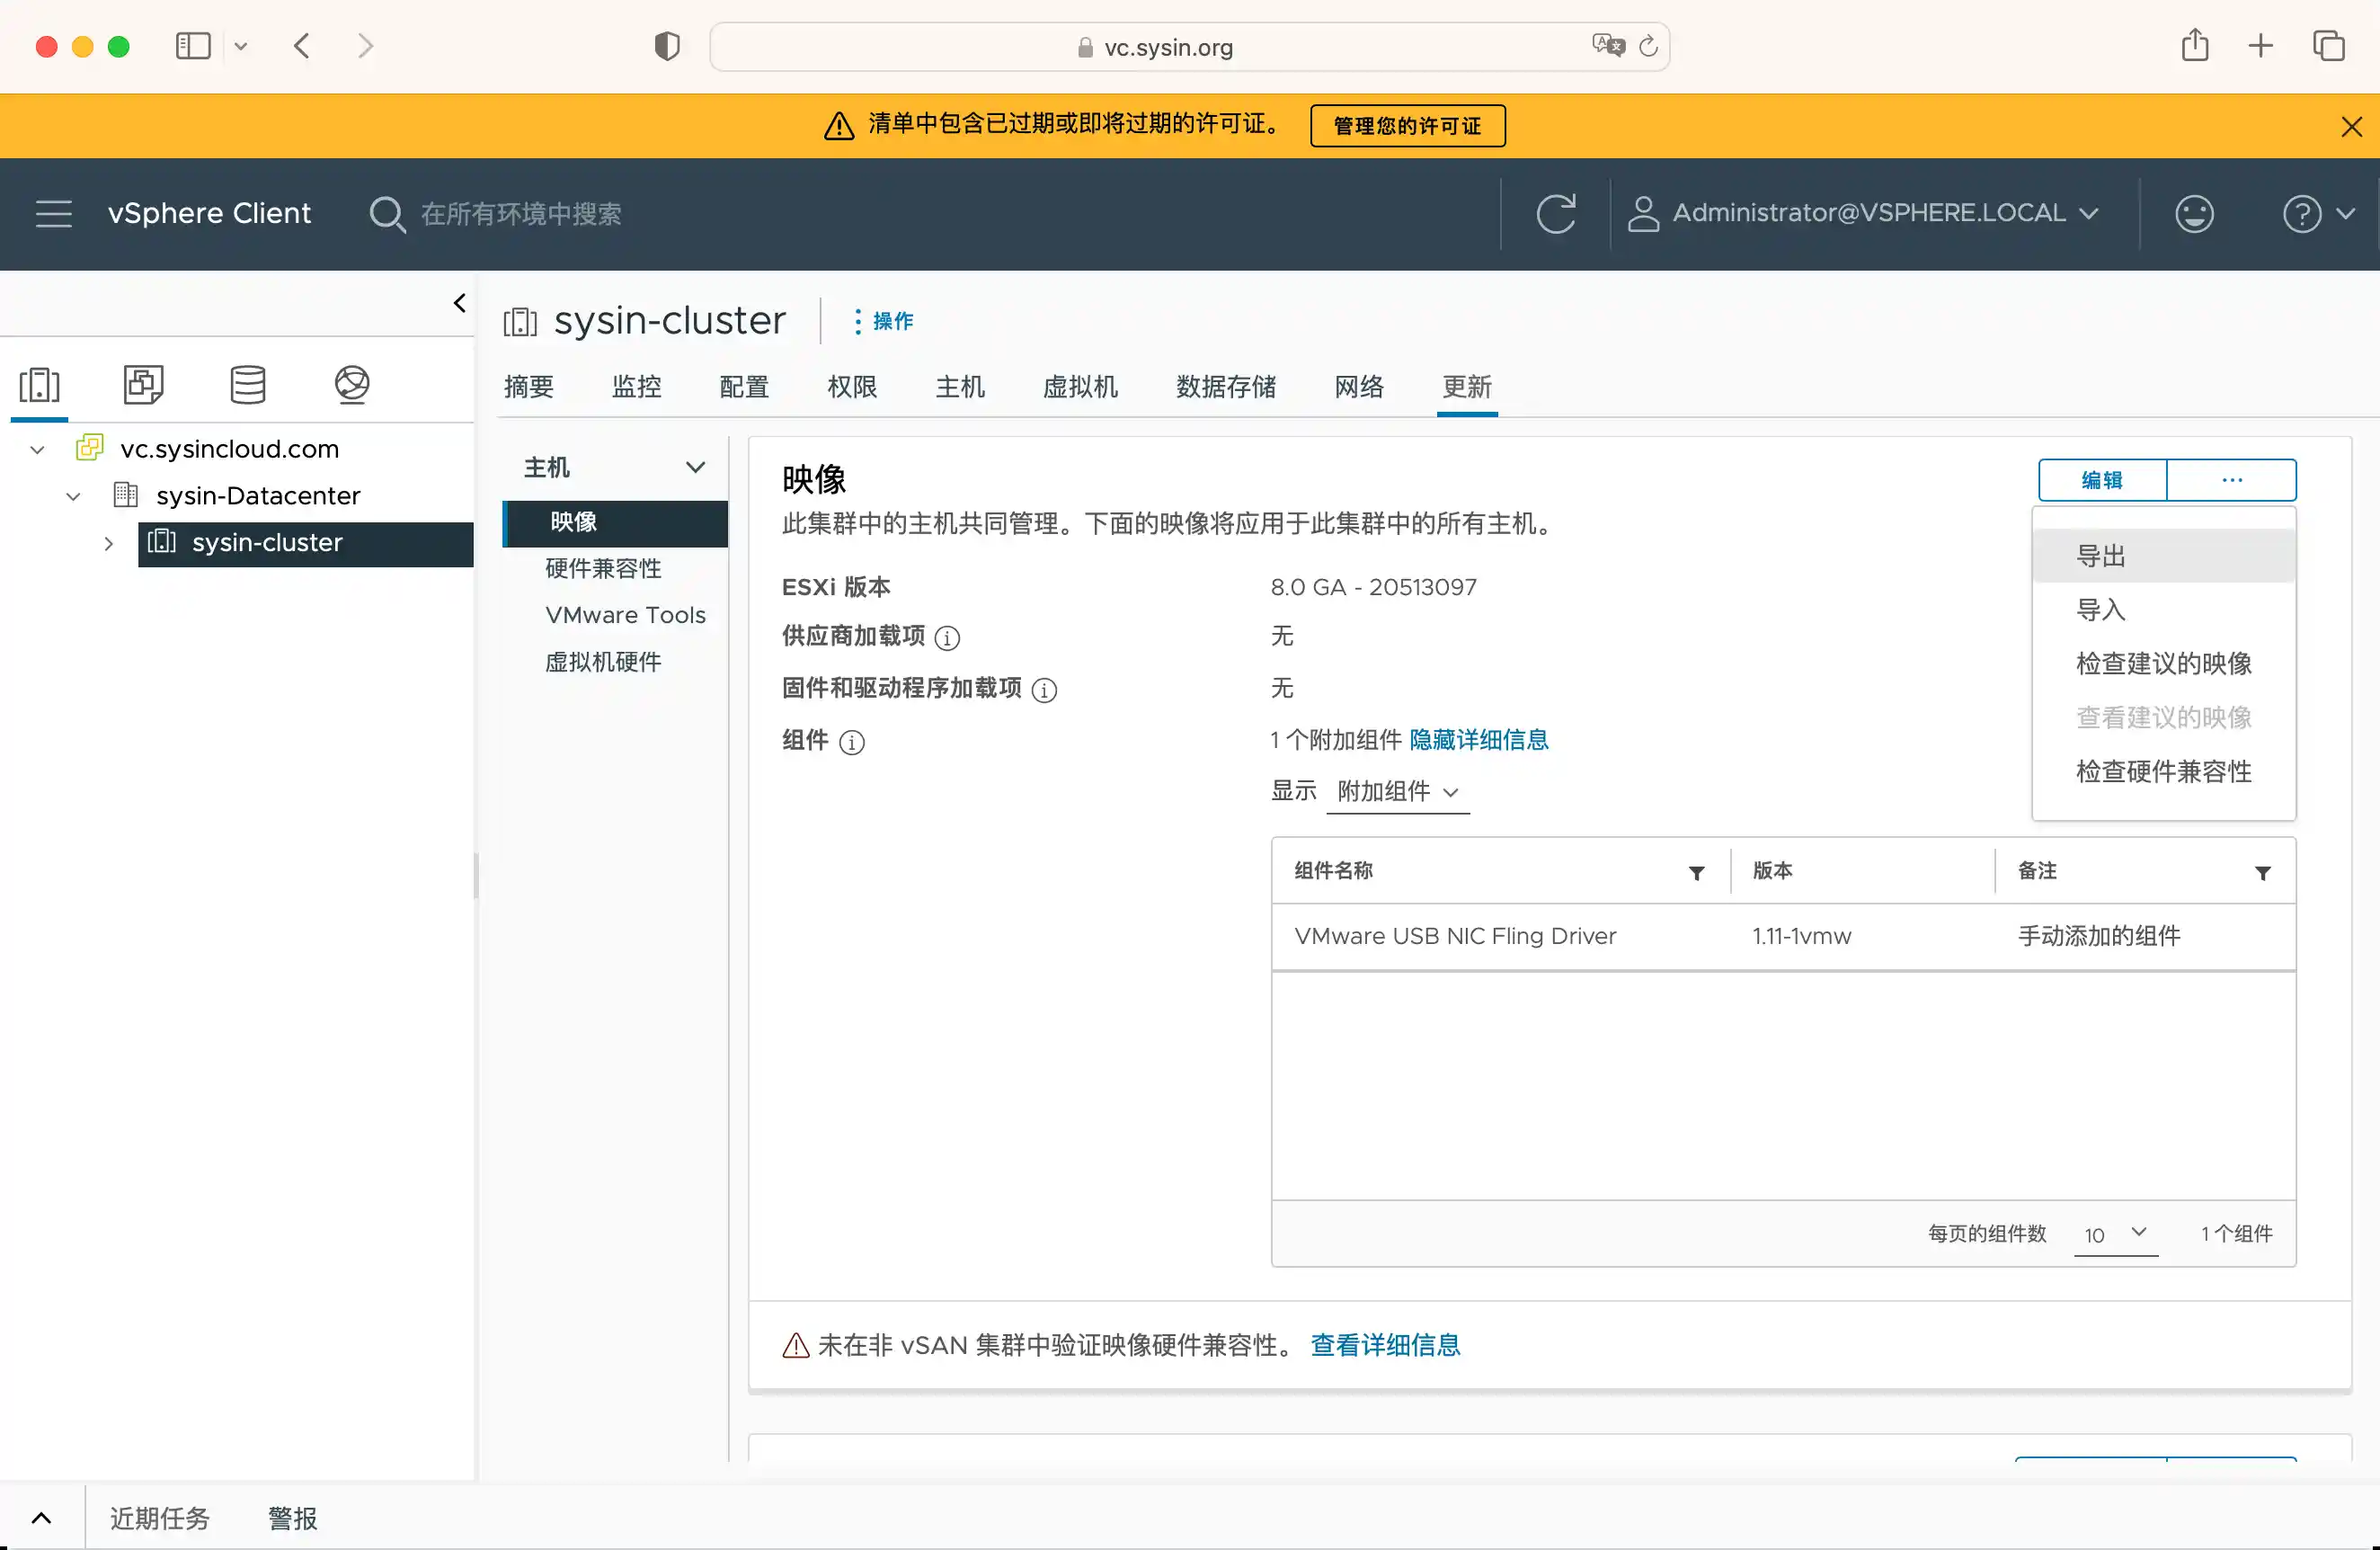 vc.sysin.org
清单中包含已过期或即将过期的许可证。 管理您的许可证
vSphere Client 在所有环境中搜索 Administrator@VSPHERE.LOCAL
sysin-cluster 操作
摘要 监控 配置 权限 主机 虚拟机 数据存储 网络 更新
vc.sysincloud.com
sysin-Datacenter
sysin-cluster
主机
映像
硬件兼容性
VMware Tools
虚拟机硬件
映像
编辑 ...
此集群中的主机共同管理。下面的映像将应用于此集群中的所有主机。
导出
导入
检查建议的映像
查看建议的映像
检查硬件兼容性
ESXi 版本 8.0 GA - 20513097
供应商加载项 无
固件和驱动程序加载项 无
组件 1 个附加组件 隐藏详细信息
显示 附加组件
组件名称 版本 备注
VMware USB NIC Fling Driver 1.11-1vmw 手动添加的组件
每页的组件数 10 1 个组件
未在非 vSAN 集群中验证映像硬件兼容性。 查看详细信息
近期任务 警报